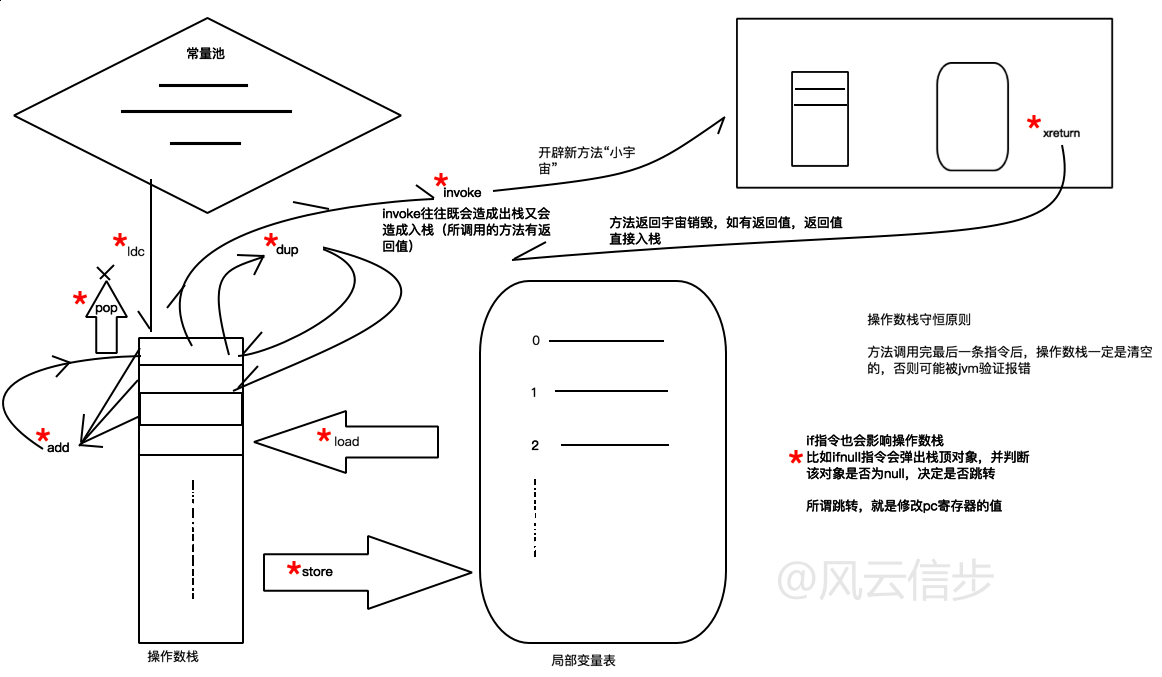 常量池
*ldc
*pop
*add
*dup
*invoke
invoke往往既会造成出栈又会
造成入栈（所调用的方法有返
回值）
开辟新方法“小宇
宙”
*xreturn
方法返回宇宙销毁，如有返回值，返回值
直接入栈
*load
*store
0
1
2
操作数栈
局部变量表
操作数栈守恒原则
方法调用完最后一条指令后，操作数栈一定是清空
的，否则可能被jvm验证报错
if指令也会影响操作数栈
*比如ifnull指令会弹出栈顶对象，并判断
该对象是否为null，决定是否跳转
所谓跳转，就是修改pc寄存器的值
@风云信步